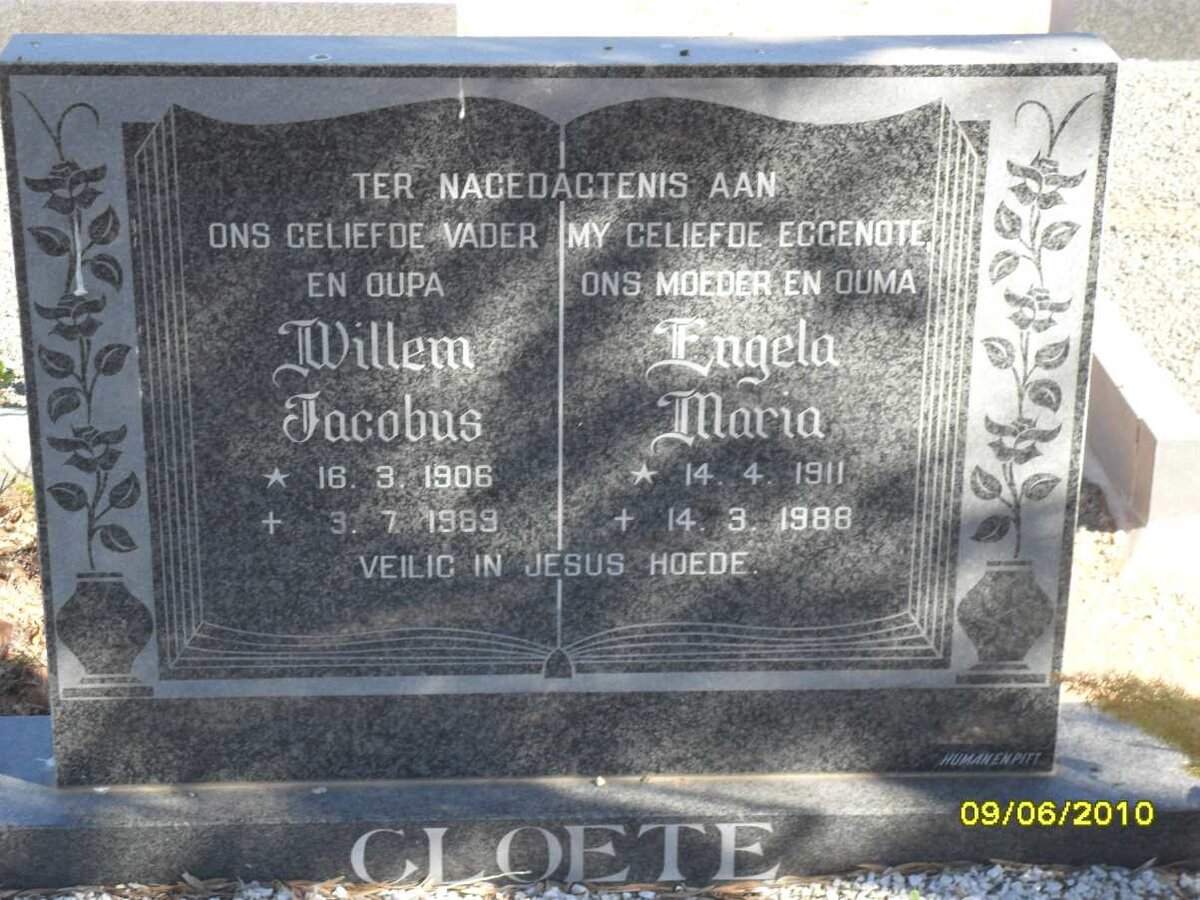 TER NAGEDAGTENIS AAN
ONS GELIEFDE VADER
EN OUPA
Willem
Jacobus
★ 16. 3. 1906
+ 3. 7. 1989
MY GELIEFDE EGGENOTE,
ONS MOEDER EN OUMA
Engela
Maria
★ 14. 4. 1911
+ 14. 3. 1988
VEILIG IN JESUS HOEDE.
HUMAN EN PITT
09/06/2010
CLOETE